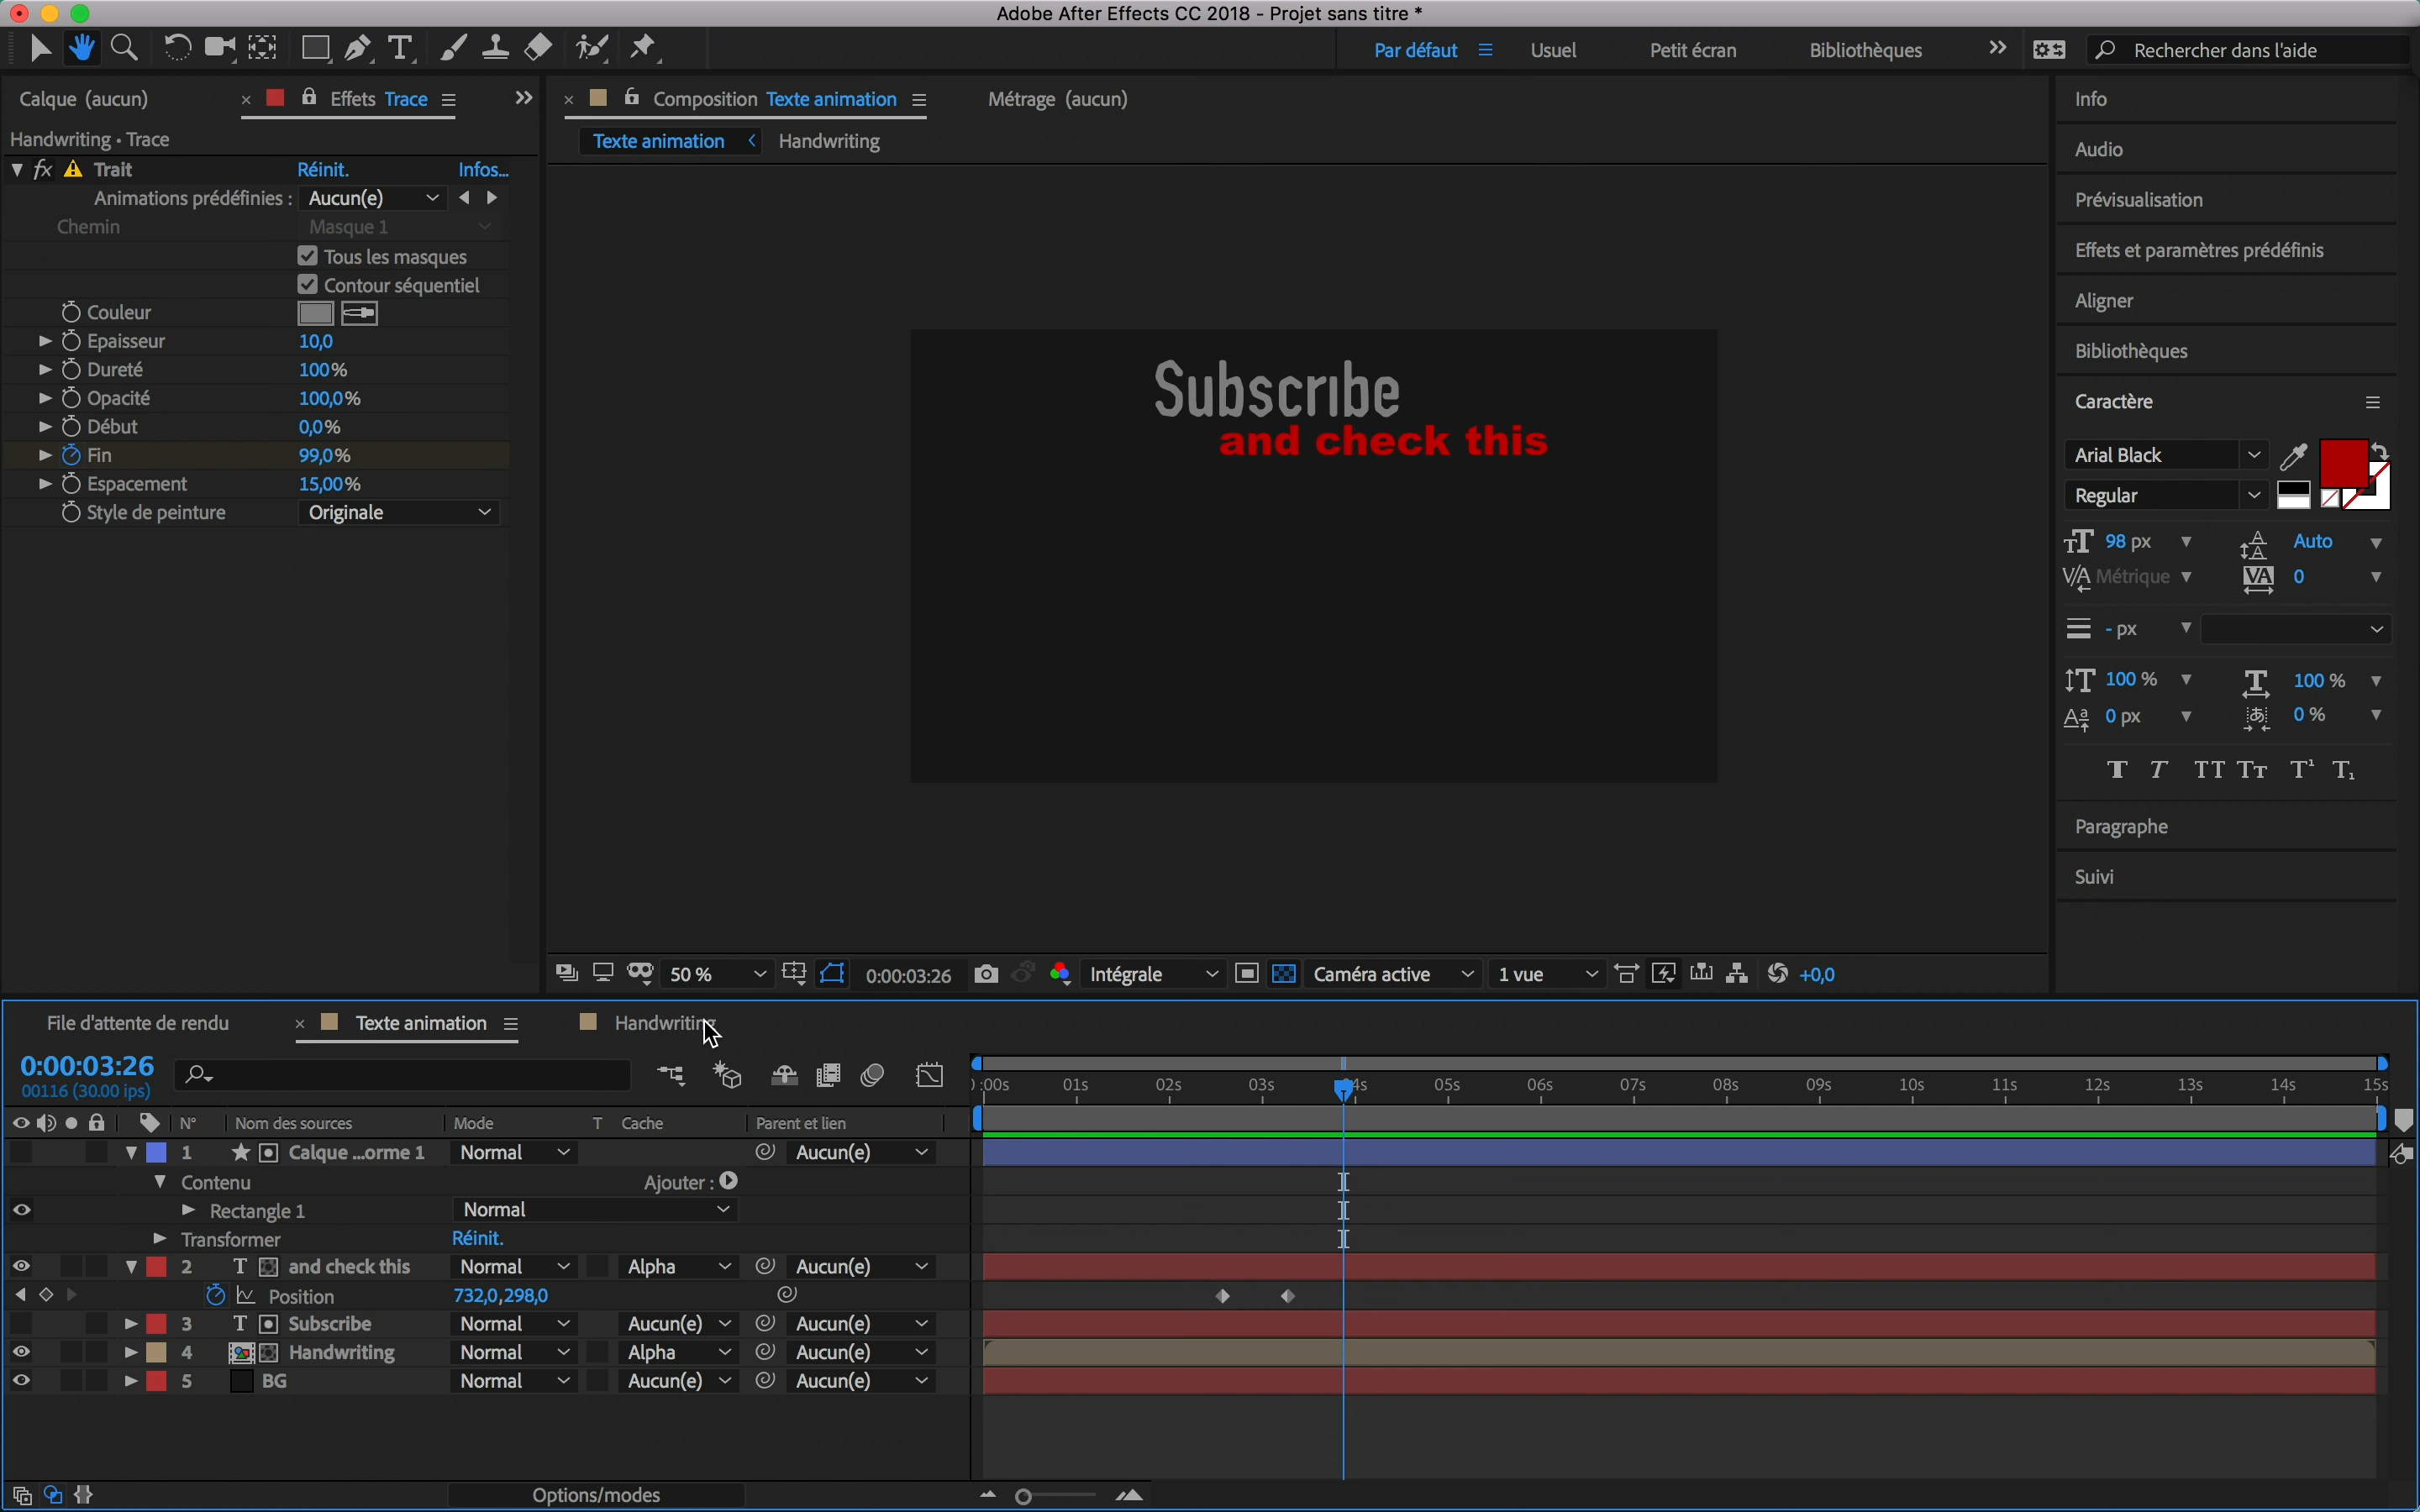 Adobe After Effects CC 2018 - Projet sans titre *
Par défaut
Usuel
Petit écran
Bibliothèques
Rechercher dans l'aide
Calque (aucun)
Effets Trace
Handwriting • Trace
fx Trait Réinit. Infos...
Animations prédéfinies : Aucun(e)
Chemin Masque 1
Tous les masques
Contour séquentiel
Couleur
Epaisseur 10,0
Dureté 100%
Opacité 100,0%
Début 0,0%
Fin 99,0%
Espacement 15,00%
Style de peinture Originale
Composition Texte animation
Métrage (aucun)
Texte animation
Handwriting
Subscribe
and check this
50 %
0:00:03:26
Intégrale
Caméra active
1 vue
+0,0
Info
Audio
Prévisualisation
Effets et paramètres prédéfinis
Aligner
Bibliothèques
Caractère
Arial Black
Regular
98 px Auto
Métrique 0
- px
100 % 100 %
0 px 0 %
Paragraphe
Suivi
File d'attente de rendu
Texte animation
0:00:03:26
00116 (30.00 ips)
:00s 01s 02s 03s 05s 06s 07s 08s 09s 10s 11s 12s 13s 14s 15s
N° Nom des sources Mode T Cache Parent et lien
1 Calque ...orme 1 Normal Aucun(e)
Contenu Ajouter :
Rectangle 1 Normal
Transformer Réinit.
2 T and check this Normal Alpha Aucun(e)
Position 732,0,298,0
3 T Subscribe Normal Aucun(e) Aucun(e)
4 Handwriting Normal Alpha Aucun(e)
5 BG Normal Aucun(e) Aucun(e)
Options/modes